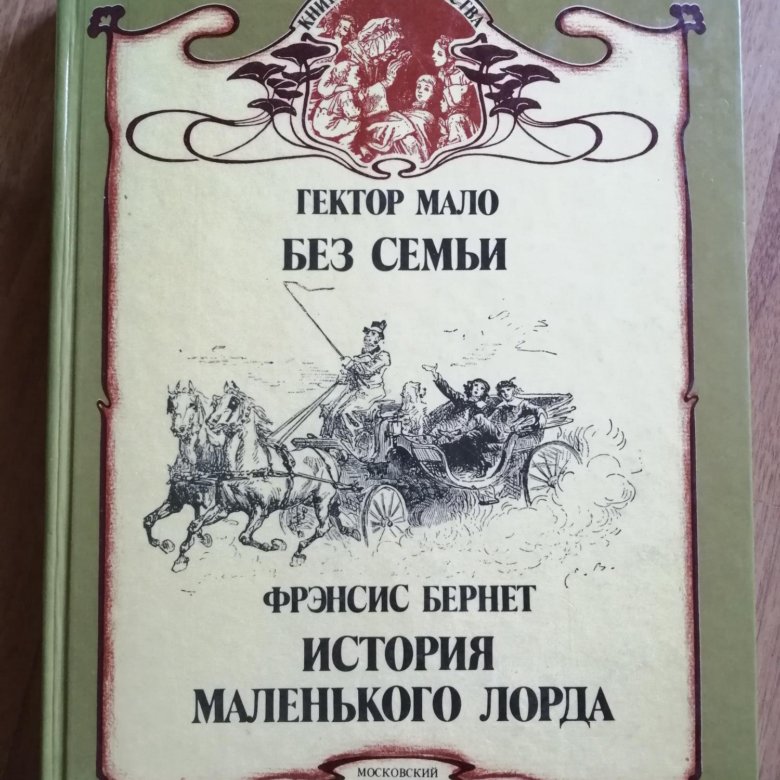 ГЕКТОР МАЛО
БЕЗ СЕМЬИ
ФРЭНСИС БЕРНЕТ
ИСТОРИЯ
МАЛЕНЬКОГО ЛОРДА
МОСКОВСКИЙ